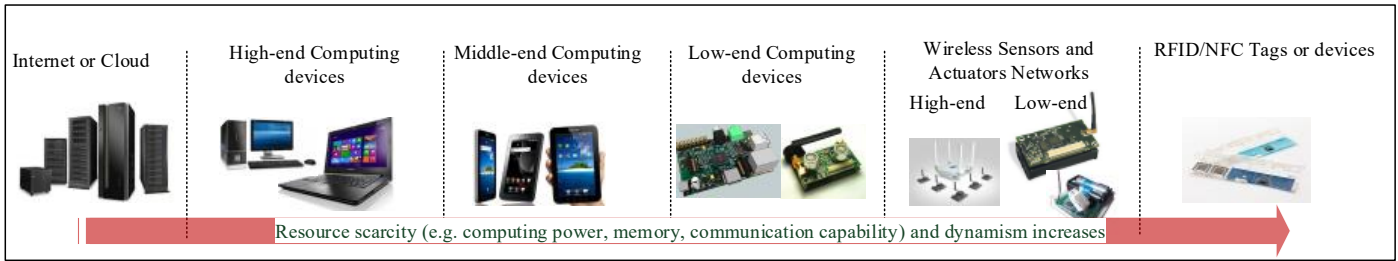 Internet or Cloud
High-end Computing
devices
Middle-end Computing
devices
Low-end Computing
devices
Wireless Sensors and
Actuators Networks
High-end
Low-end
RFID/NFC Tags or devices
Resource scarcity (e.g. computing power, memory, communication capability) and dynamism increases